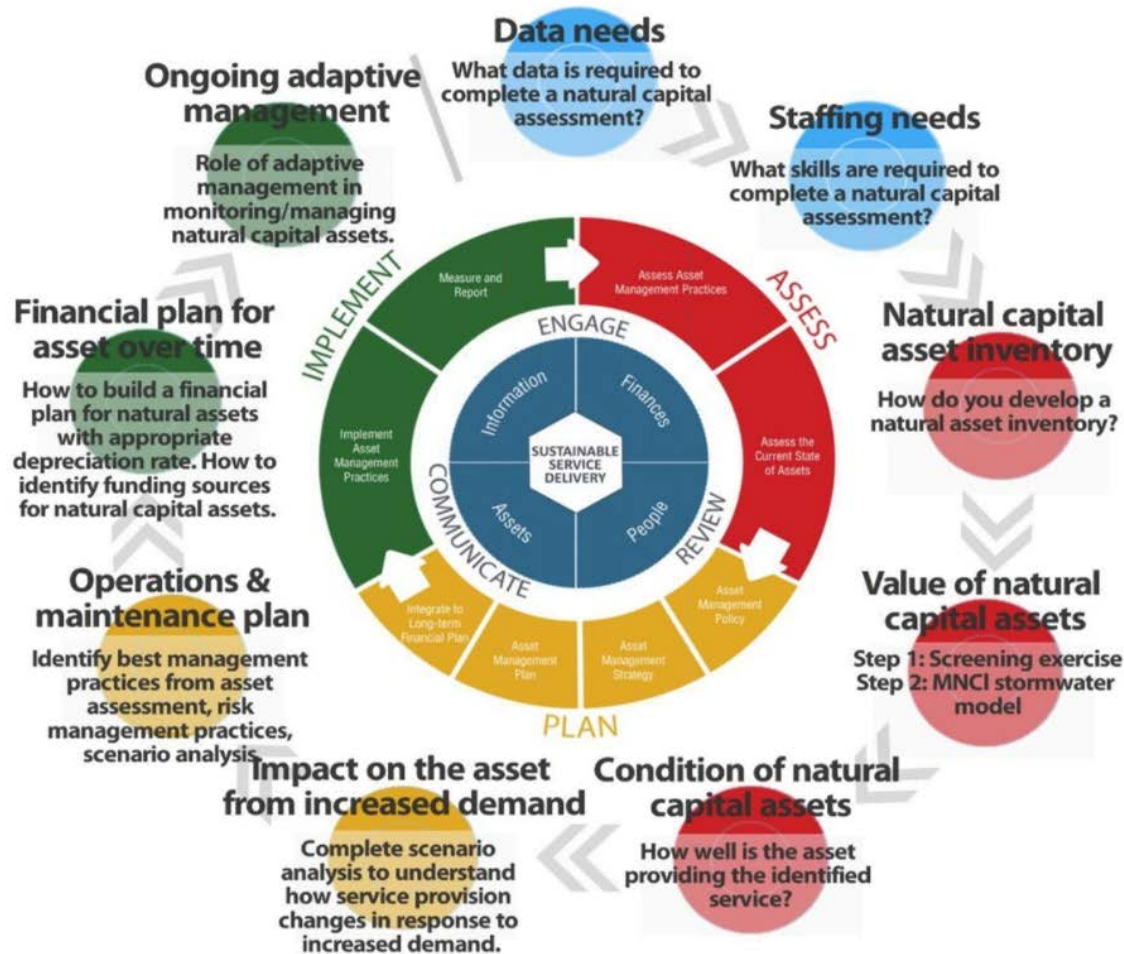 Data needs
What data is required to
complete a natural capital
assessment?
Staffing needs
What skills are required to
complete a natural capital
assessment?
Natural capital
asset inventory
How do you develop a
natural asset inventory?
Value of natural
capital assets
Step 1: Screening exercise
Step 2: MNCI stormwater
model
Condition of natural
capital assets
How well is the asset
providing the identified
service?
Impact on the asset
from increased demand
Complete scenario
analysis to understand
how service provision
changes in response to
increased demand.
Operations &
maintenance plan
Identify best management
practices from asset
assessment, risk
management practices,
scenario analysis.
Financial plan for
asset over time
How to build a financial
plan for natural assets
with appropriate
depreciation rate. How to
identify funding sources
for natural capital assets.
Ongoing adaptive
management
Role of adaptive
management in
monitoring/managing
natural capital assets.
ASSESS
Assess Asset
Management Practices
Assess the
Current State
of Assets
PLAN
Asset
Management
Policy
Asset
Management
Strategy
Asset
Management
Plan
Integrate to
Long-term
Financial Plan
IMPLEMENT
Implement
Asset
Management
Practices
Measure and
Report
ENGAGE
REVIEW
COMMUNICATE
Information
Finances
People
Assets
SUSTAINABLE
SERVICE
DELIVERY